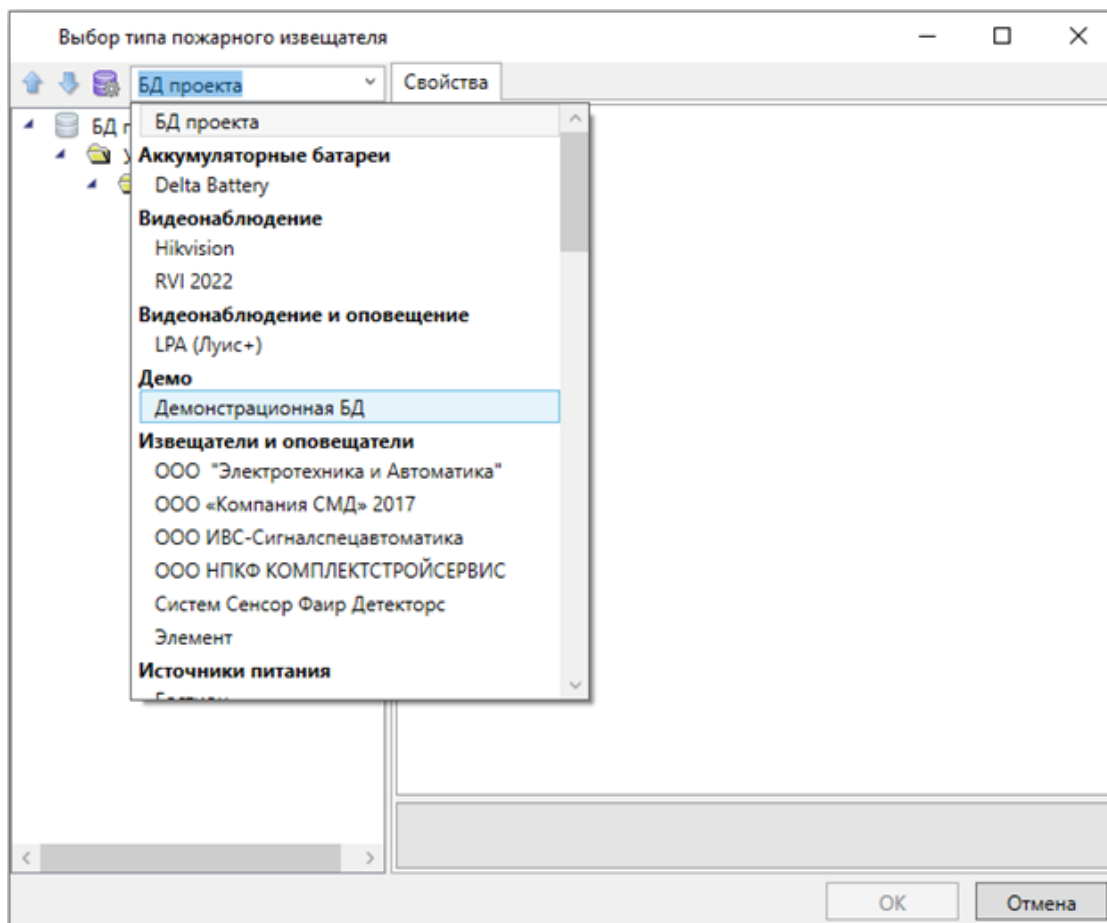 Выбор типа пожарного извещателя
БД проекта
Свойства
БД проекта
Аккумуляторные батареи
Delta Battery
Видеонаблюдение
Hikvision
RVI 2022
Видеонаблюдение и оповещение
LPA (Луис+)
Демо
Демонстрационная БД
Извещатели и оповещатели
ООО "Электротехника и Автоматика"
ООО «Компания СМД» 2017
ООО ИВС-Сигналспецавтоматика
ООО НПКФ КОМПЛЕКТСТРОЙСЕРВИС
Систем Сенсор Фаир Детекторс
Элемент
Источники питания
БД
ОК
Отмена